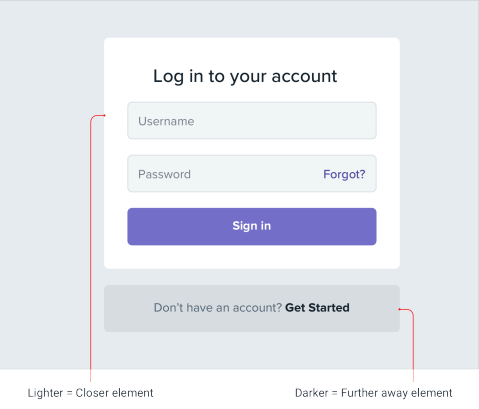 Log in to your account
Username
Password Forgot?
Sign in
Don't have an account? Get Started
Lighter = Closer element Darker = Further away element